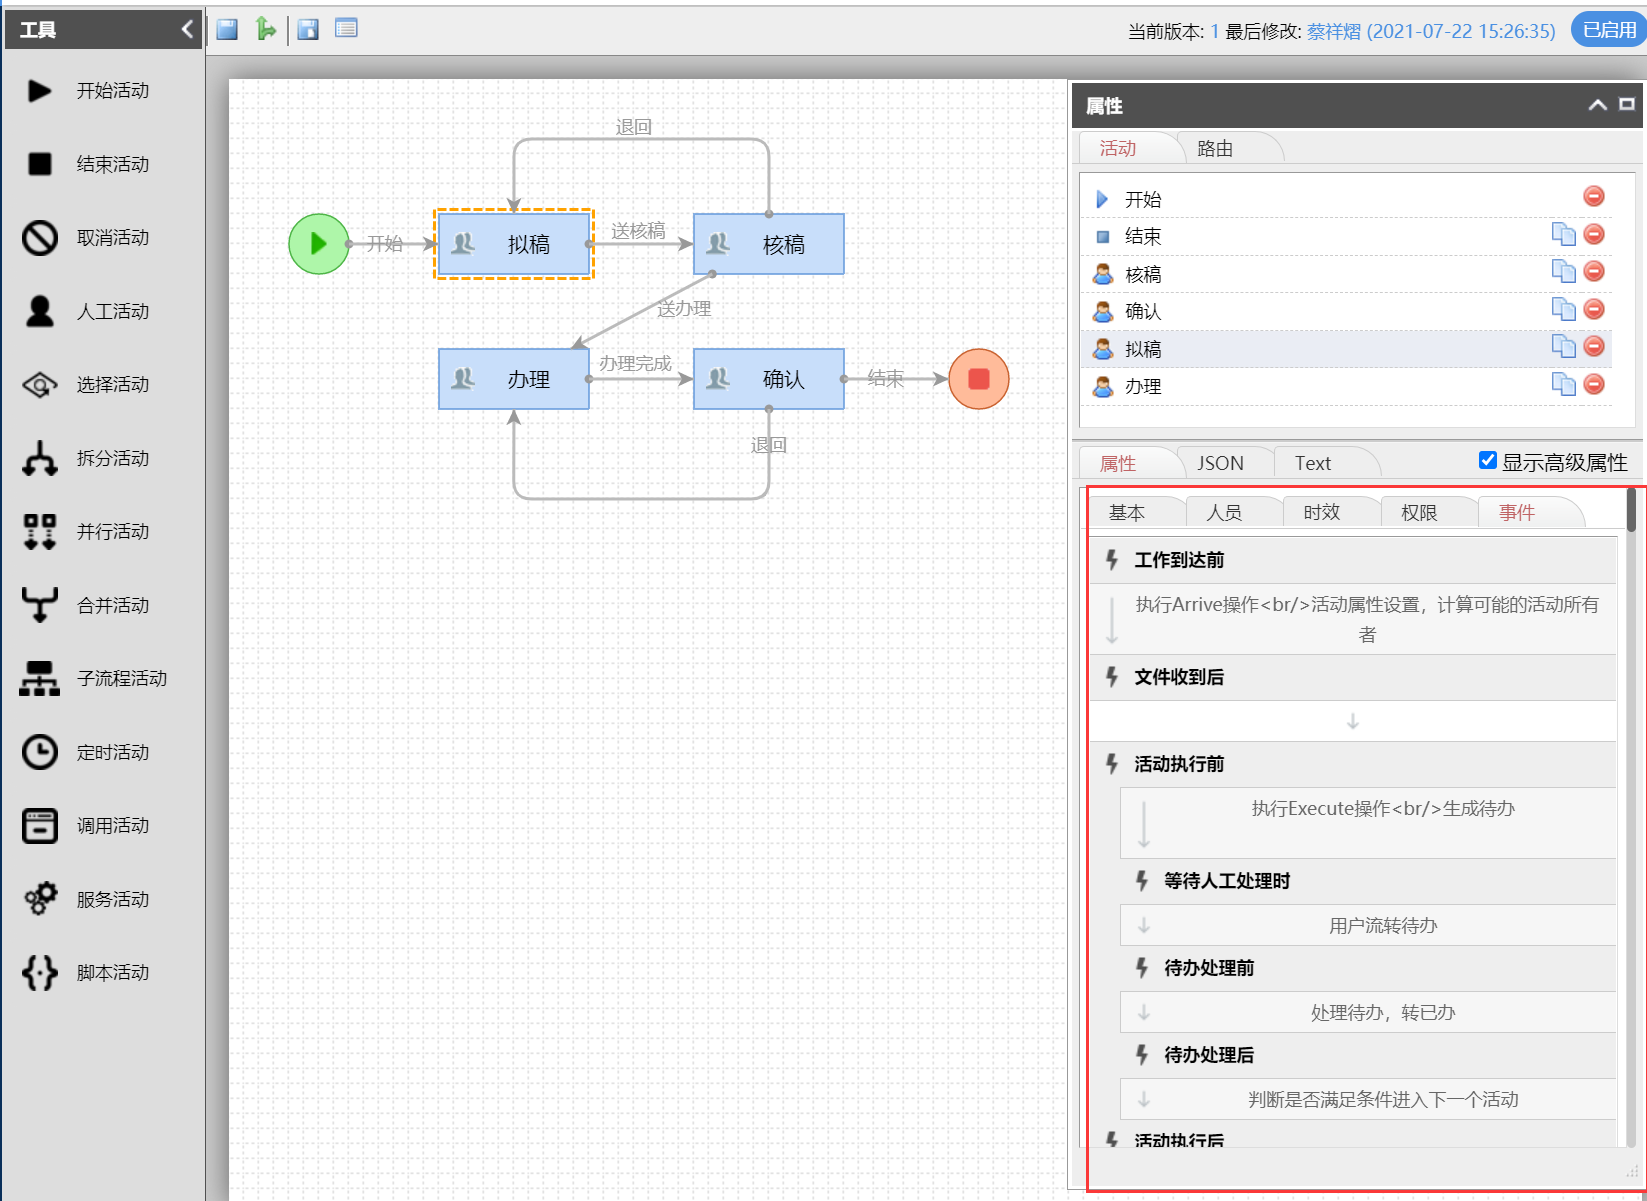 工具
当前版本: 1 最后修改: 蔡祥熠 (2021-07-22 15:26:35) 已启用
开始活动
结束活动
取消活动
人工活动
选择活动
拆分活动
并行活动
合并活动
子流程活动
定时活动
调用活动
服务活动
脚本活动
退回
开始
拟稿
送核稿
核稿
送办理
办理
办理完成
确认
结束
退回
属性
活动 路由
开始
结束
核稿
确认
拟稿
办理
属性 JSON Text 显示高级属性
基本 人员 时效 权限 事件
工作到达前
执行Arrive操作<br/>活动属性设置，计算可能的活动所有
者
文件收到后
活动执行前
执行Execute操作<br/>生成待办
等待人工处理时
用户流转待办
待办处理前
处理待办，转已办
待办处理后
判断是否满足条件进入下一个活动
活动执行后